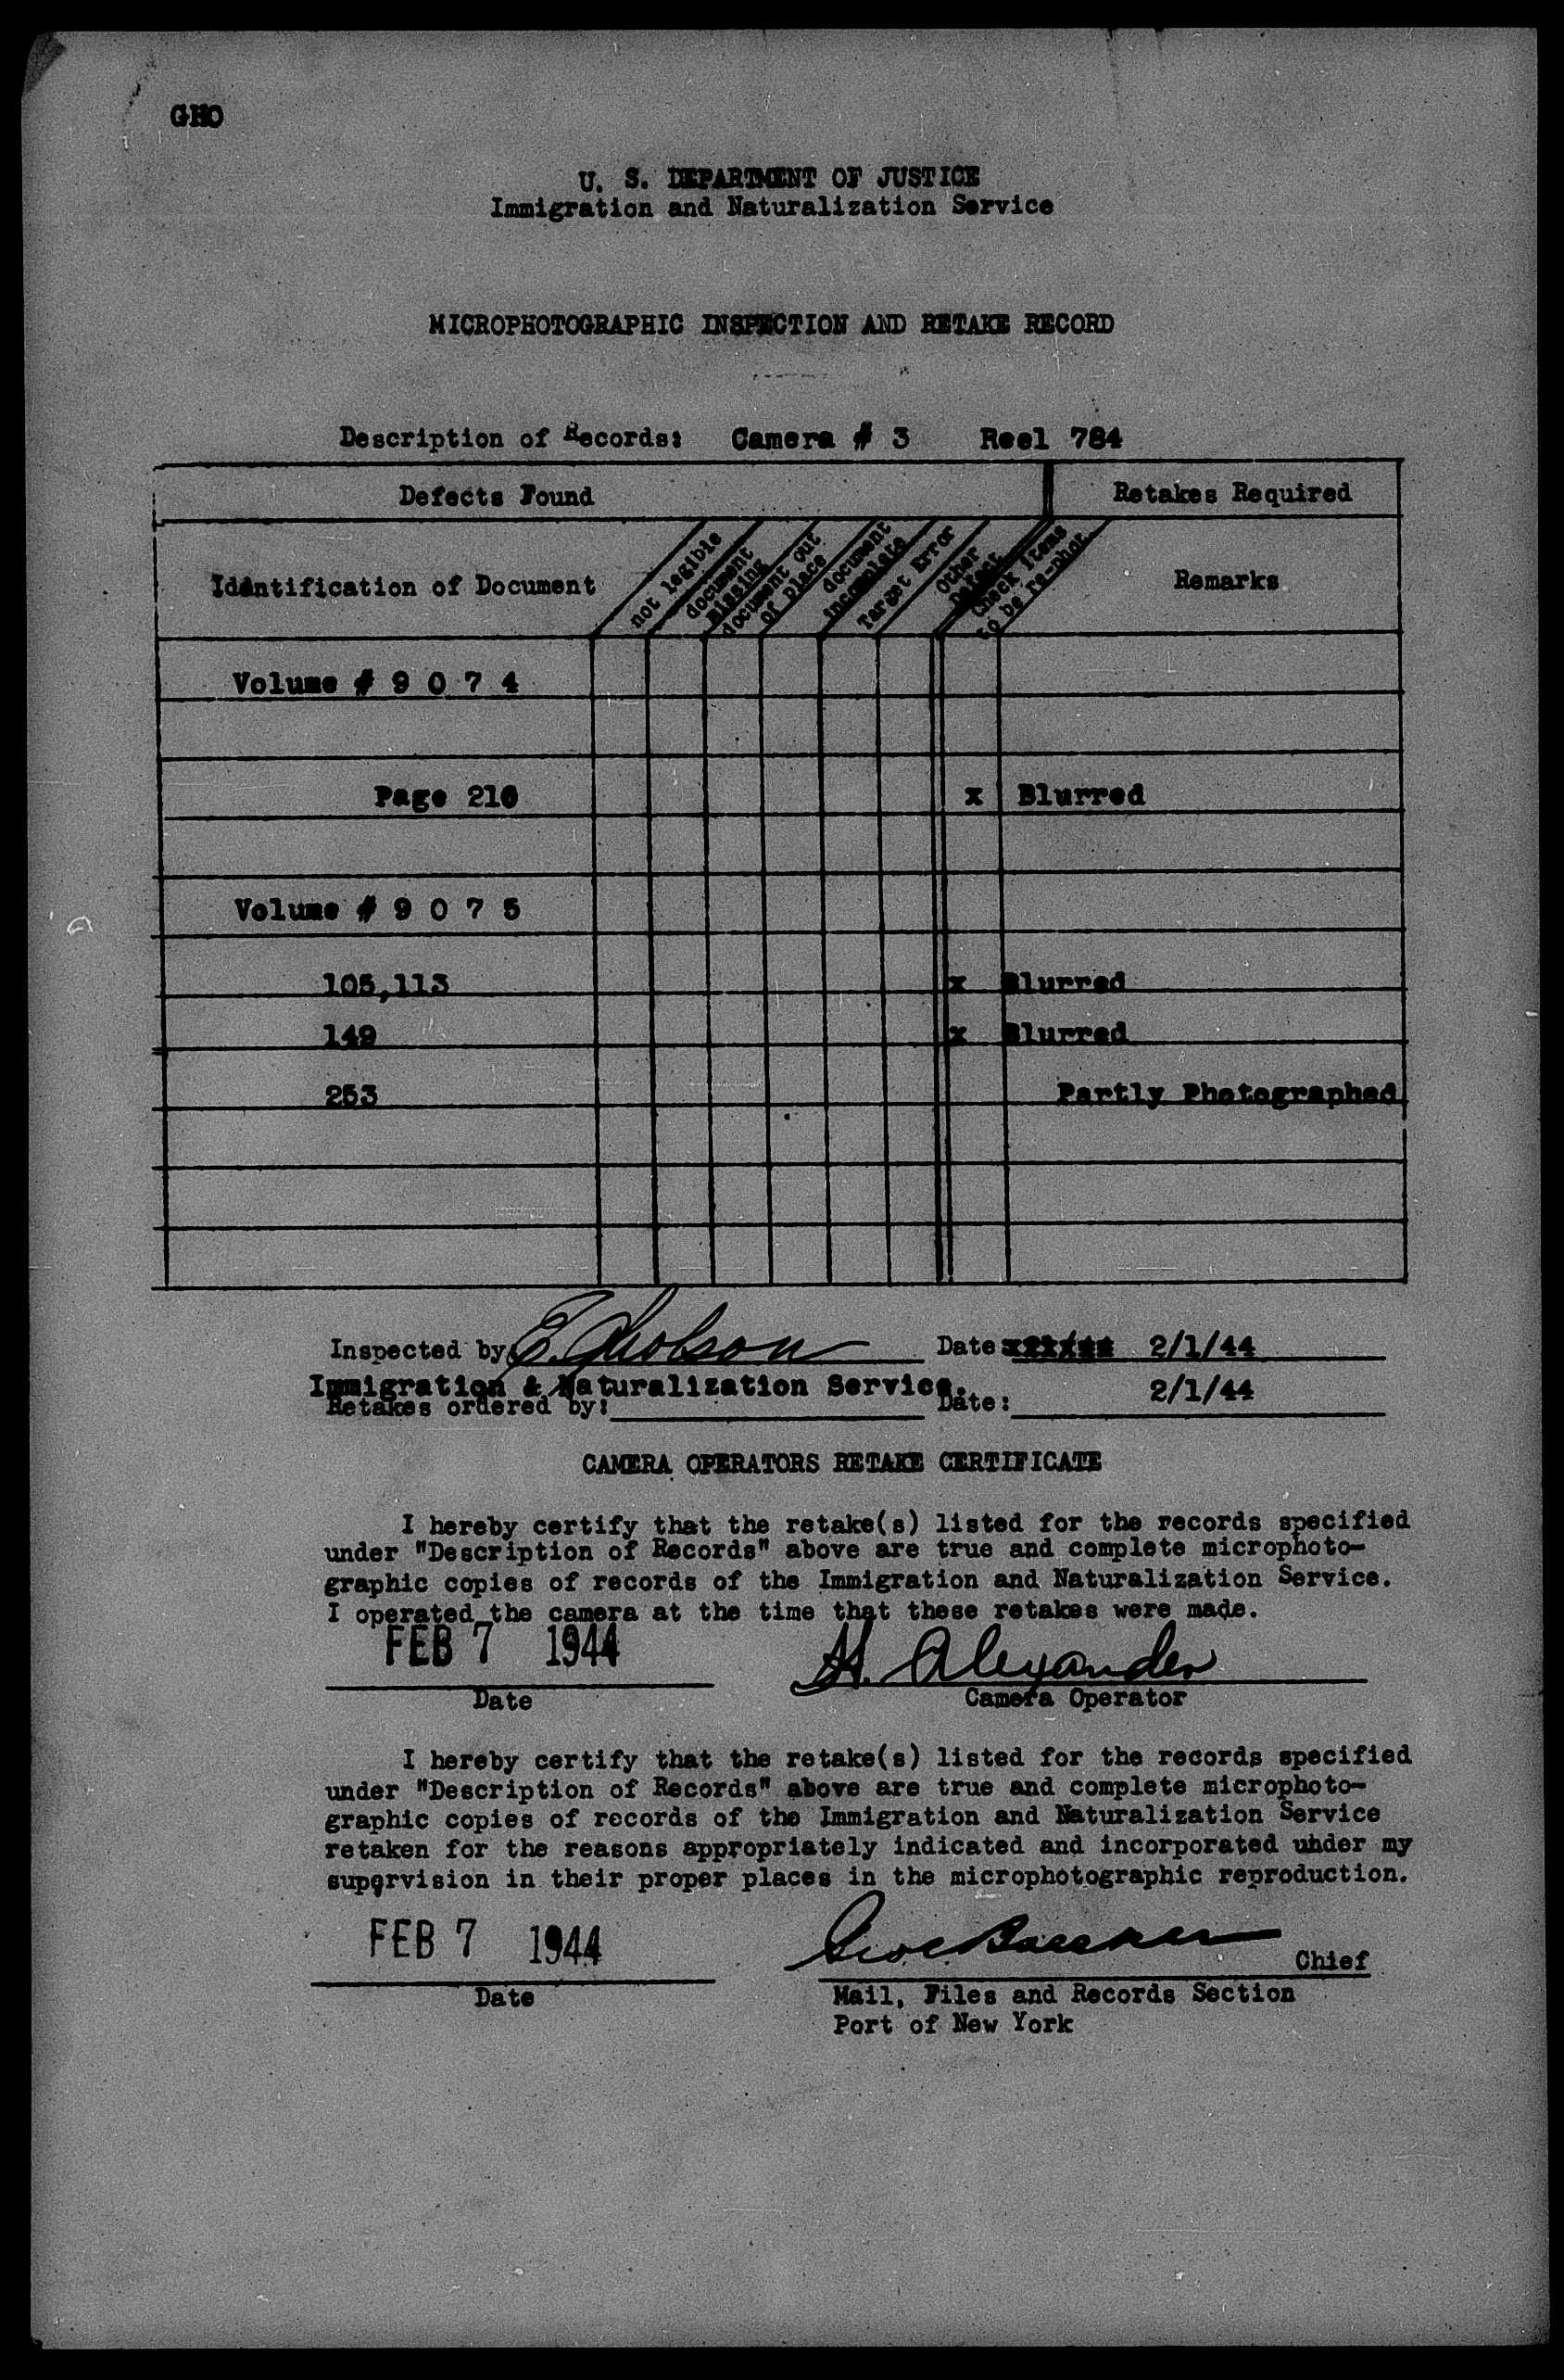 GHO
U. S. DEPARTMENT OF JUSTICE
Immigration and Naturalization Service
MICROPHOTOGRAPHIC INSPECTION AND RETAKE RECORD
Description of Records: Camera # 3 Reel 784
Defects Found Retakes Required
Identification of Document
not legible
document missing
document out of place
document incomplete
Target Error
Other Defect
Check items to be re-phot.
Remarks
Volume # 9 0 7 4
Page 210 x Blurred
Volume # 9 0 7 5
105,113 x Blurred
149 x Blurred
253 Partly Photographed
Inspected by Date 2/1/44
Immigration & Naturalization Service. 2/1/44
Retakes ordered by: Date:
CAMERA OPERATORS RETAKE CERTIFICATE
I hereby certify that the retake(s) listed for the records specified
under "Description of Records" above are true and complete microphoto-
graphic copies of records of the Immigration and Naturalization Service.
I operated the camera at the time that these retakes were made.
FEB 7 1944 H. Alexander
Date Camera Operator
I hereby certify that the retake(s) listed for the records specified
under "Description of Records" above are true and complete microphoto-
graphic copies of records of the Immigration and Naturalization Service
retaken for the reasons appropriately indicated and incorporated under my
supervision in their proper places in the microphotographic reproduction.
FEB 7 1944
Chief
Date Mail, Files and Records Section
Port of New York